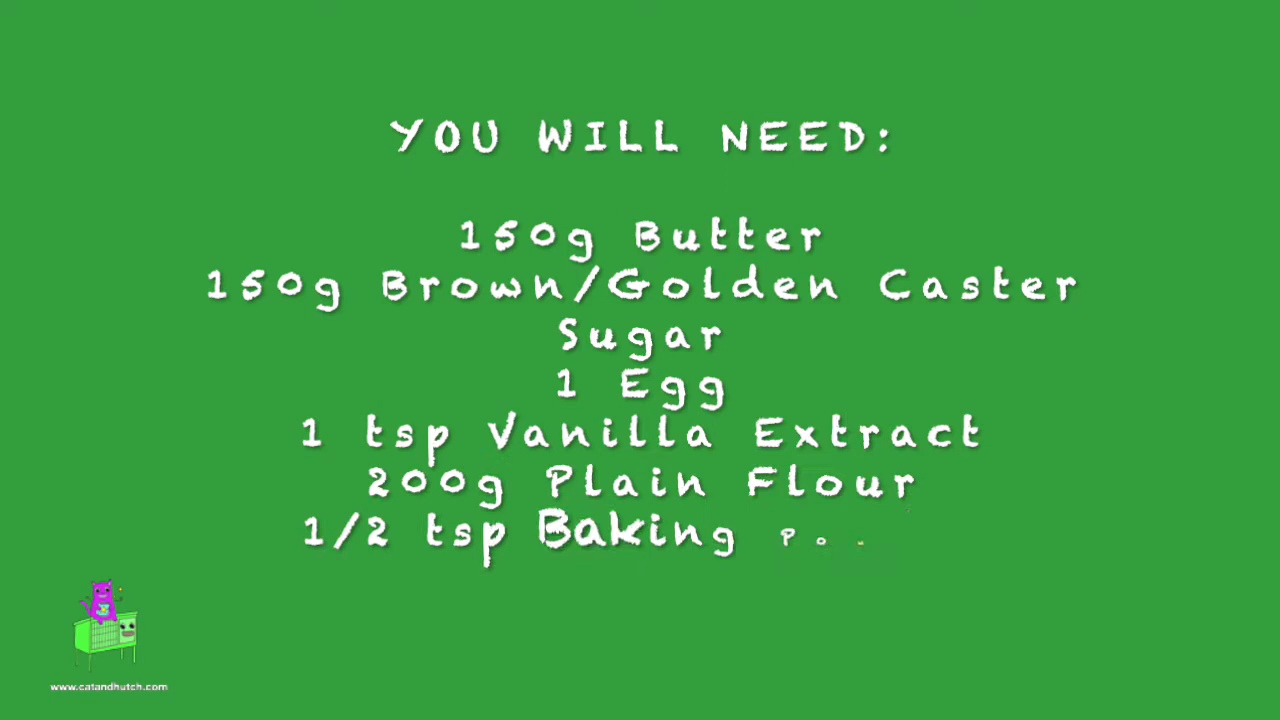 YOU WILL NEED:
150g Butter
150g Brown/Golden Caster
Sugar
1 Egg
1 tsp Vanilla Extract
200g Plain Flour
1/2 tsp Baking Po
www.catandhutch.com